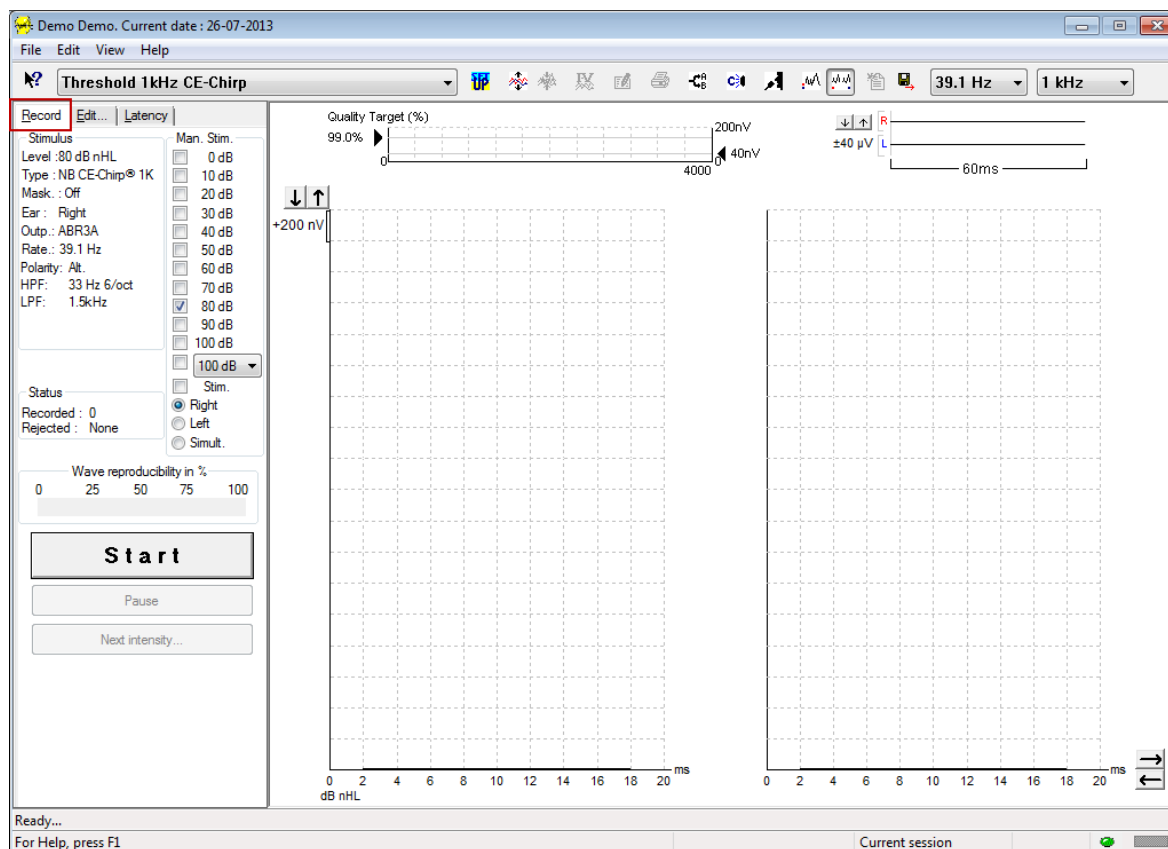 Demo Demo. Current date : 26-07-2013
File Edit View Help
Threshold 1kHz CE-Chirp
UP
39.1 Hz
1 kHz
Record Edit... Latency
Stimulus
Level :80 dB nHL
Type : NB CE-Chirp® 1K
Mask. : Off
Ear : Right
Outp.: ABR3A
Rate.: 39.1 Hz
Polarity: Alt.
HPF: 33 Hz 6/oct
LPF: 1.5kHz
Man. Stim.
0 dB
10 dB
20 dB
30 dB
40 dB
50 dB
60 dB
70 dB
80 dB
90 dB
100 dB
100 dB
Stim.
Right
Left
Simult.
Status
Recorded : 0
Rejected : None
Wave reproducibility in %
0 25 50 75 100
Start
Pause
Next intensity...
Quality Target (%)
99.0%
200nV
40nV
0
0
4000
R
±40 µV L
60ms
+200 nV
0 2 4 6 8 10 12 14 16 18 20 ms
dB nHL
0 2 4 6 8 10 12 14 16 18 20 ms
Ready...
For Help, press F1
Current session